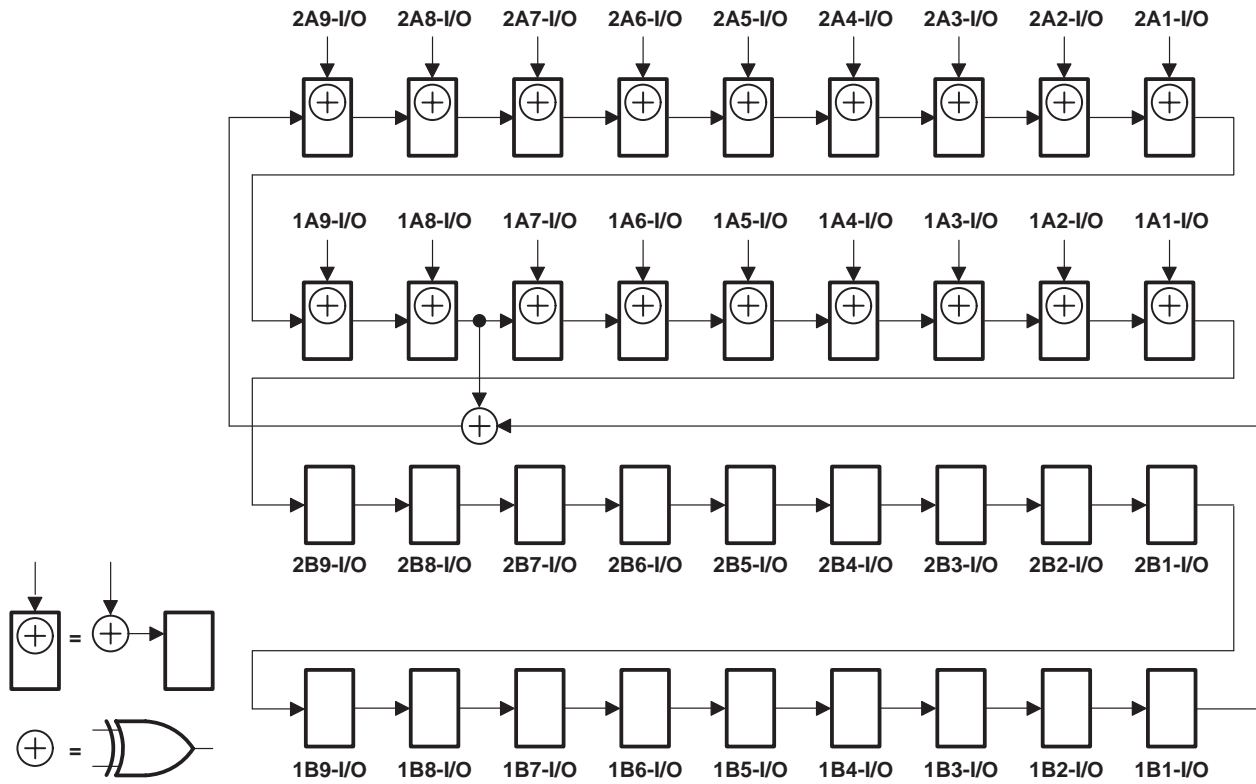 2A9-I/O 2A8-I/O 2A7-I/O 2A6-I/O 2A5-I/O 2A4-I/O 2A3-I/O 2A2-I/O 2A1-I/O
1A9-I/O 1A8-I/O 1A7-I/O 1A6-I/O 1A5-I/O 1A4-I/O 1A3-I/O 1A2-I/O 1A1-I/O
2B9-I/O 2B8-I/O 2B7-I/O 2B6-I/O 2B5-I/O 2B4-I/O 2B3-I/O 2B2-I/O 2B1-I/O
=
=
1B9-I/O 1B8-I/O 1B7-I/O 1B6-I/O 1B5-I/O 1B4-I/O 1B3-I/O 1B2-I/O 1B1-I/O